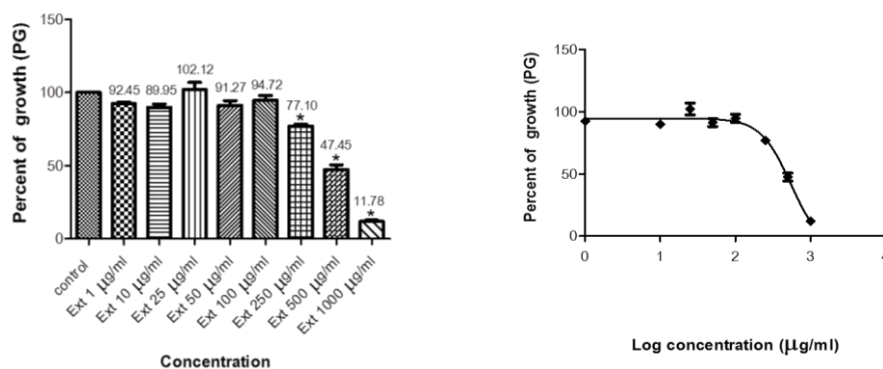 Percent of growth (PG)
150
100
50
0
92.45
89.95
102.12
91.27
94.72
77.10
*
47.45
*
11.78
*
control
Ext 1 μg/ml
Ext 10 μg/ml
Ext 25 μg/ml
Ext 50 μg/ml
Ext 100 μg/ml
Ext 250 μg/ml
Ext 500 μg/ml
Ext 1000 μg/ml
Concentration
Percent of growth (PG)
150
100
50
0
0
1
2
3
4
Log concentration (μg/ml)